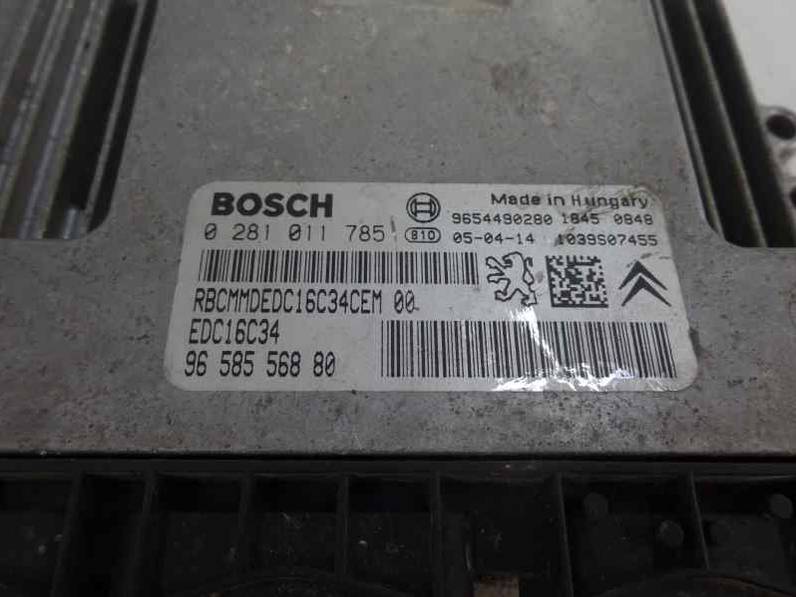 BOSCH
Made in Hungary
9654490280 1845 0848
0 281 011 785
810 05-04-14 1039S07455
RBCMMDEDC16C34CEM 00
EDC16C34
96 585 568 80